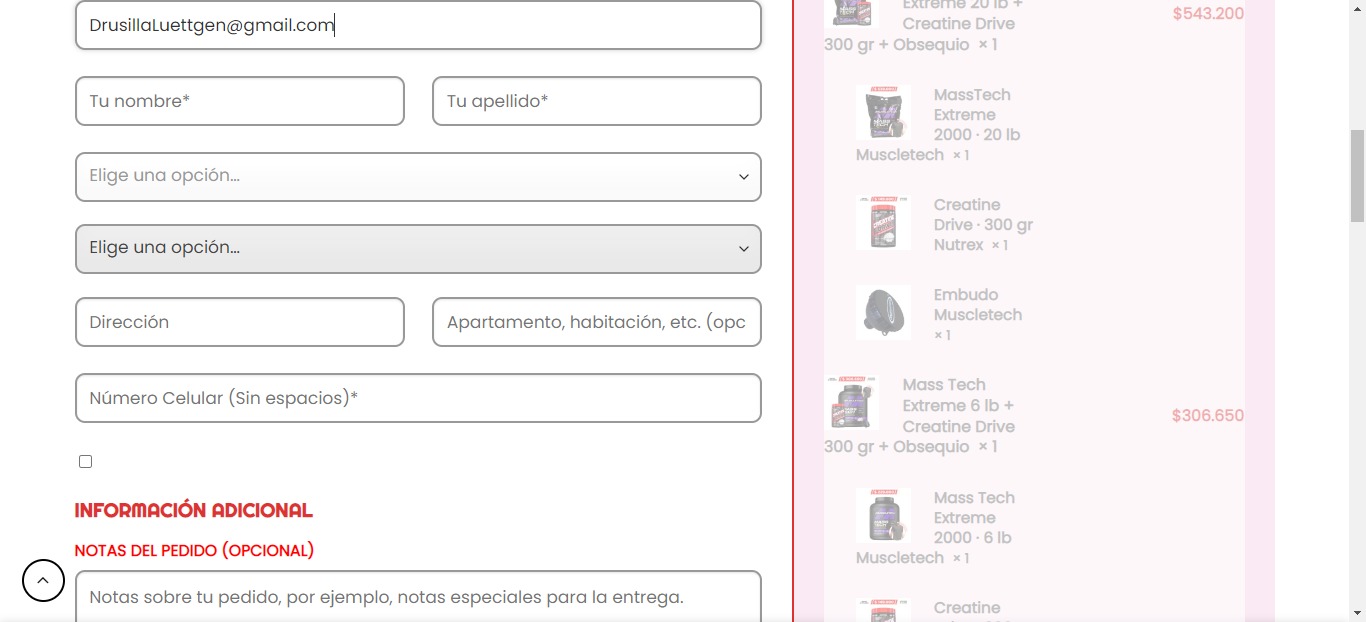 DrusillaLuettgen@gmail.com
Tu nombre*
Tu apellido*
Elige una opción...
Elige una opción...
Dirección
Apartamento, habitación, etc. (opc
Número Celular (Sin espacios)*
INFORMACIÓN ADICIONAL
NOTAS DEL PEDIDO (OPCIONAL)
Notas sobre tu pedido, por ejemplo, notas especiales para la entrega.
Extreme 20 lb +
Creatine Drive
300 gr + Obsequio × 1
$543.200
MassTech
Extreme
2000 · 20 lb
Muscletech × 1
Creatine
Drive · 300 gr
Nutrex × 1
Embudo
Muscletech
× 1
Mass Tech
Extreme 6 lb +
Creatine Drive
300 gr + Obsequio × 1
$306.650
Mass Tech
Extreme
2000 · 6 lb
Muscletech × 1
Creatine